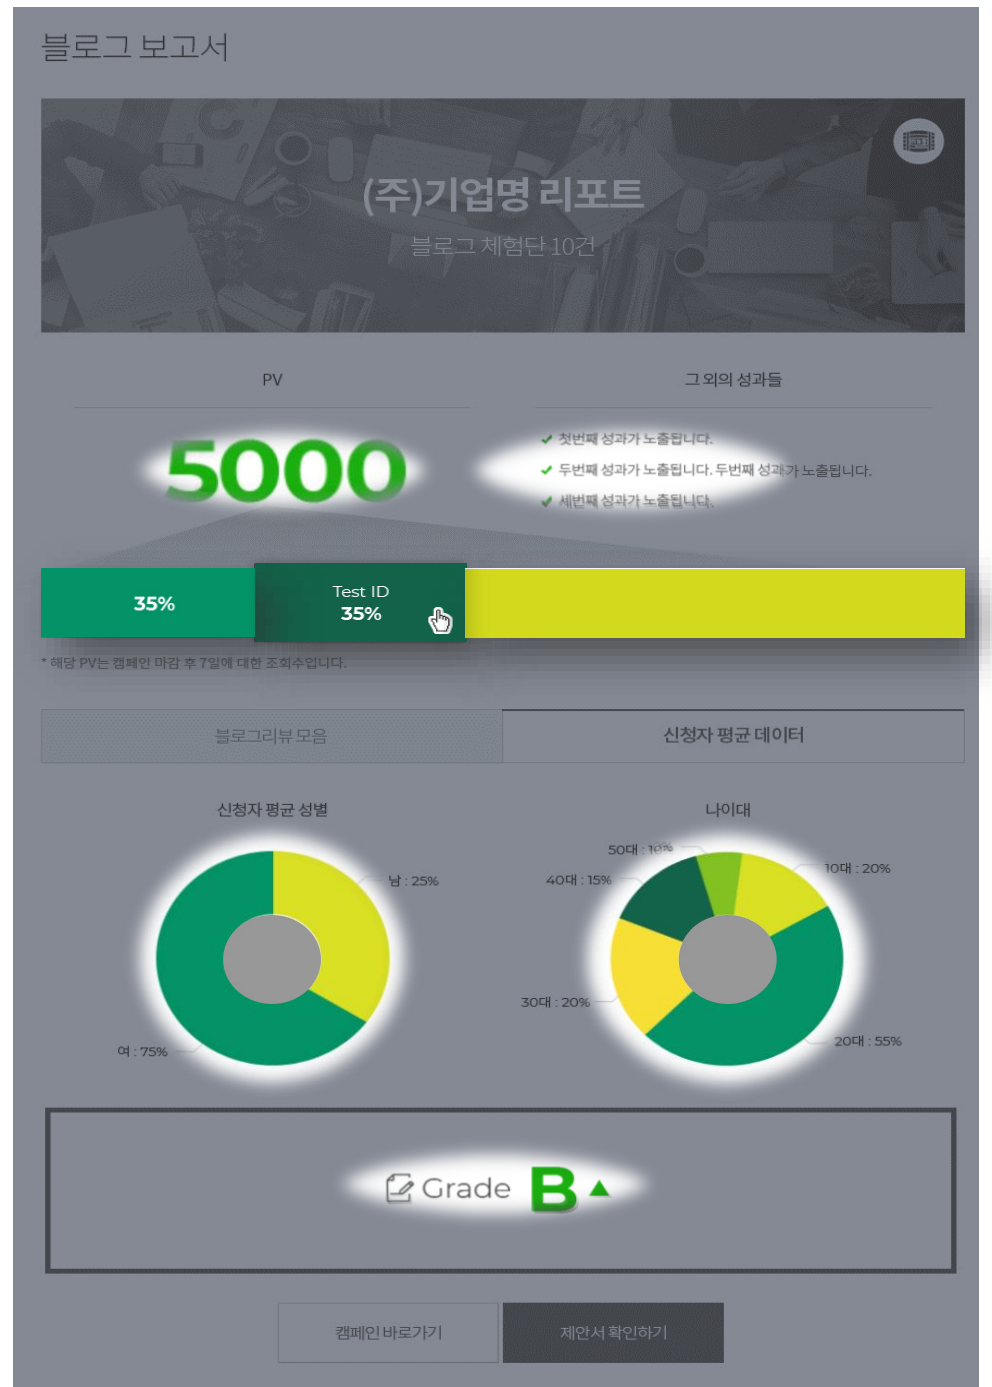 블로그 보고서
(주)기업명 리포트
블로그 체험단 10건
PV
5000
그 외의 성과들
첫번째 성과가 노출됩니다.
두번째 성과가 노출됩니다. 두번째 성과가 노출됩니다.
세번째 성과가 노출됩니다.
35%
Test ID
35%
* 해당 PV는 캠페인 마감 후 7일에 대한 조회수입니다.
블로그리뷰 모음
신청자 평균 데이터
신청자 평균 성별
남 : 25%
여 : 75%
나이대
50대 : 10%
10대 : 20%
40대 : 15%
30대 : 20%
20대 : 55%
Grade B ▲
캠페인 바로가기
제안서 확인하기